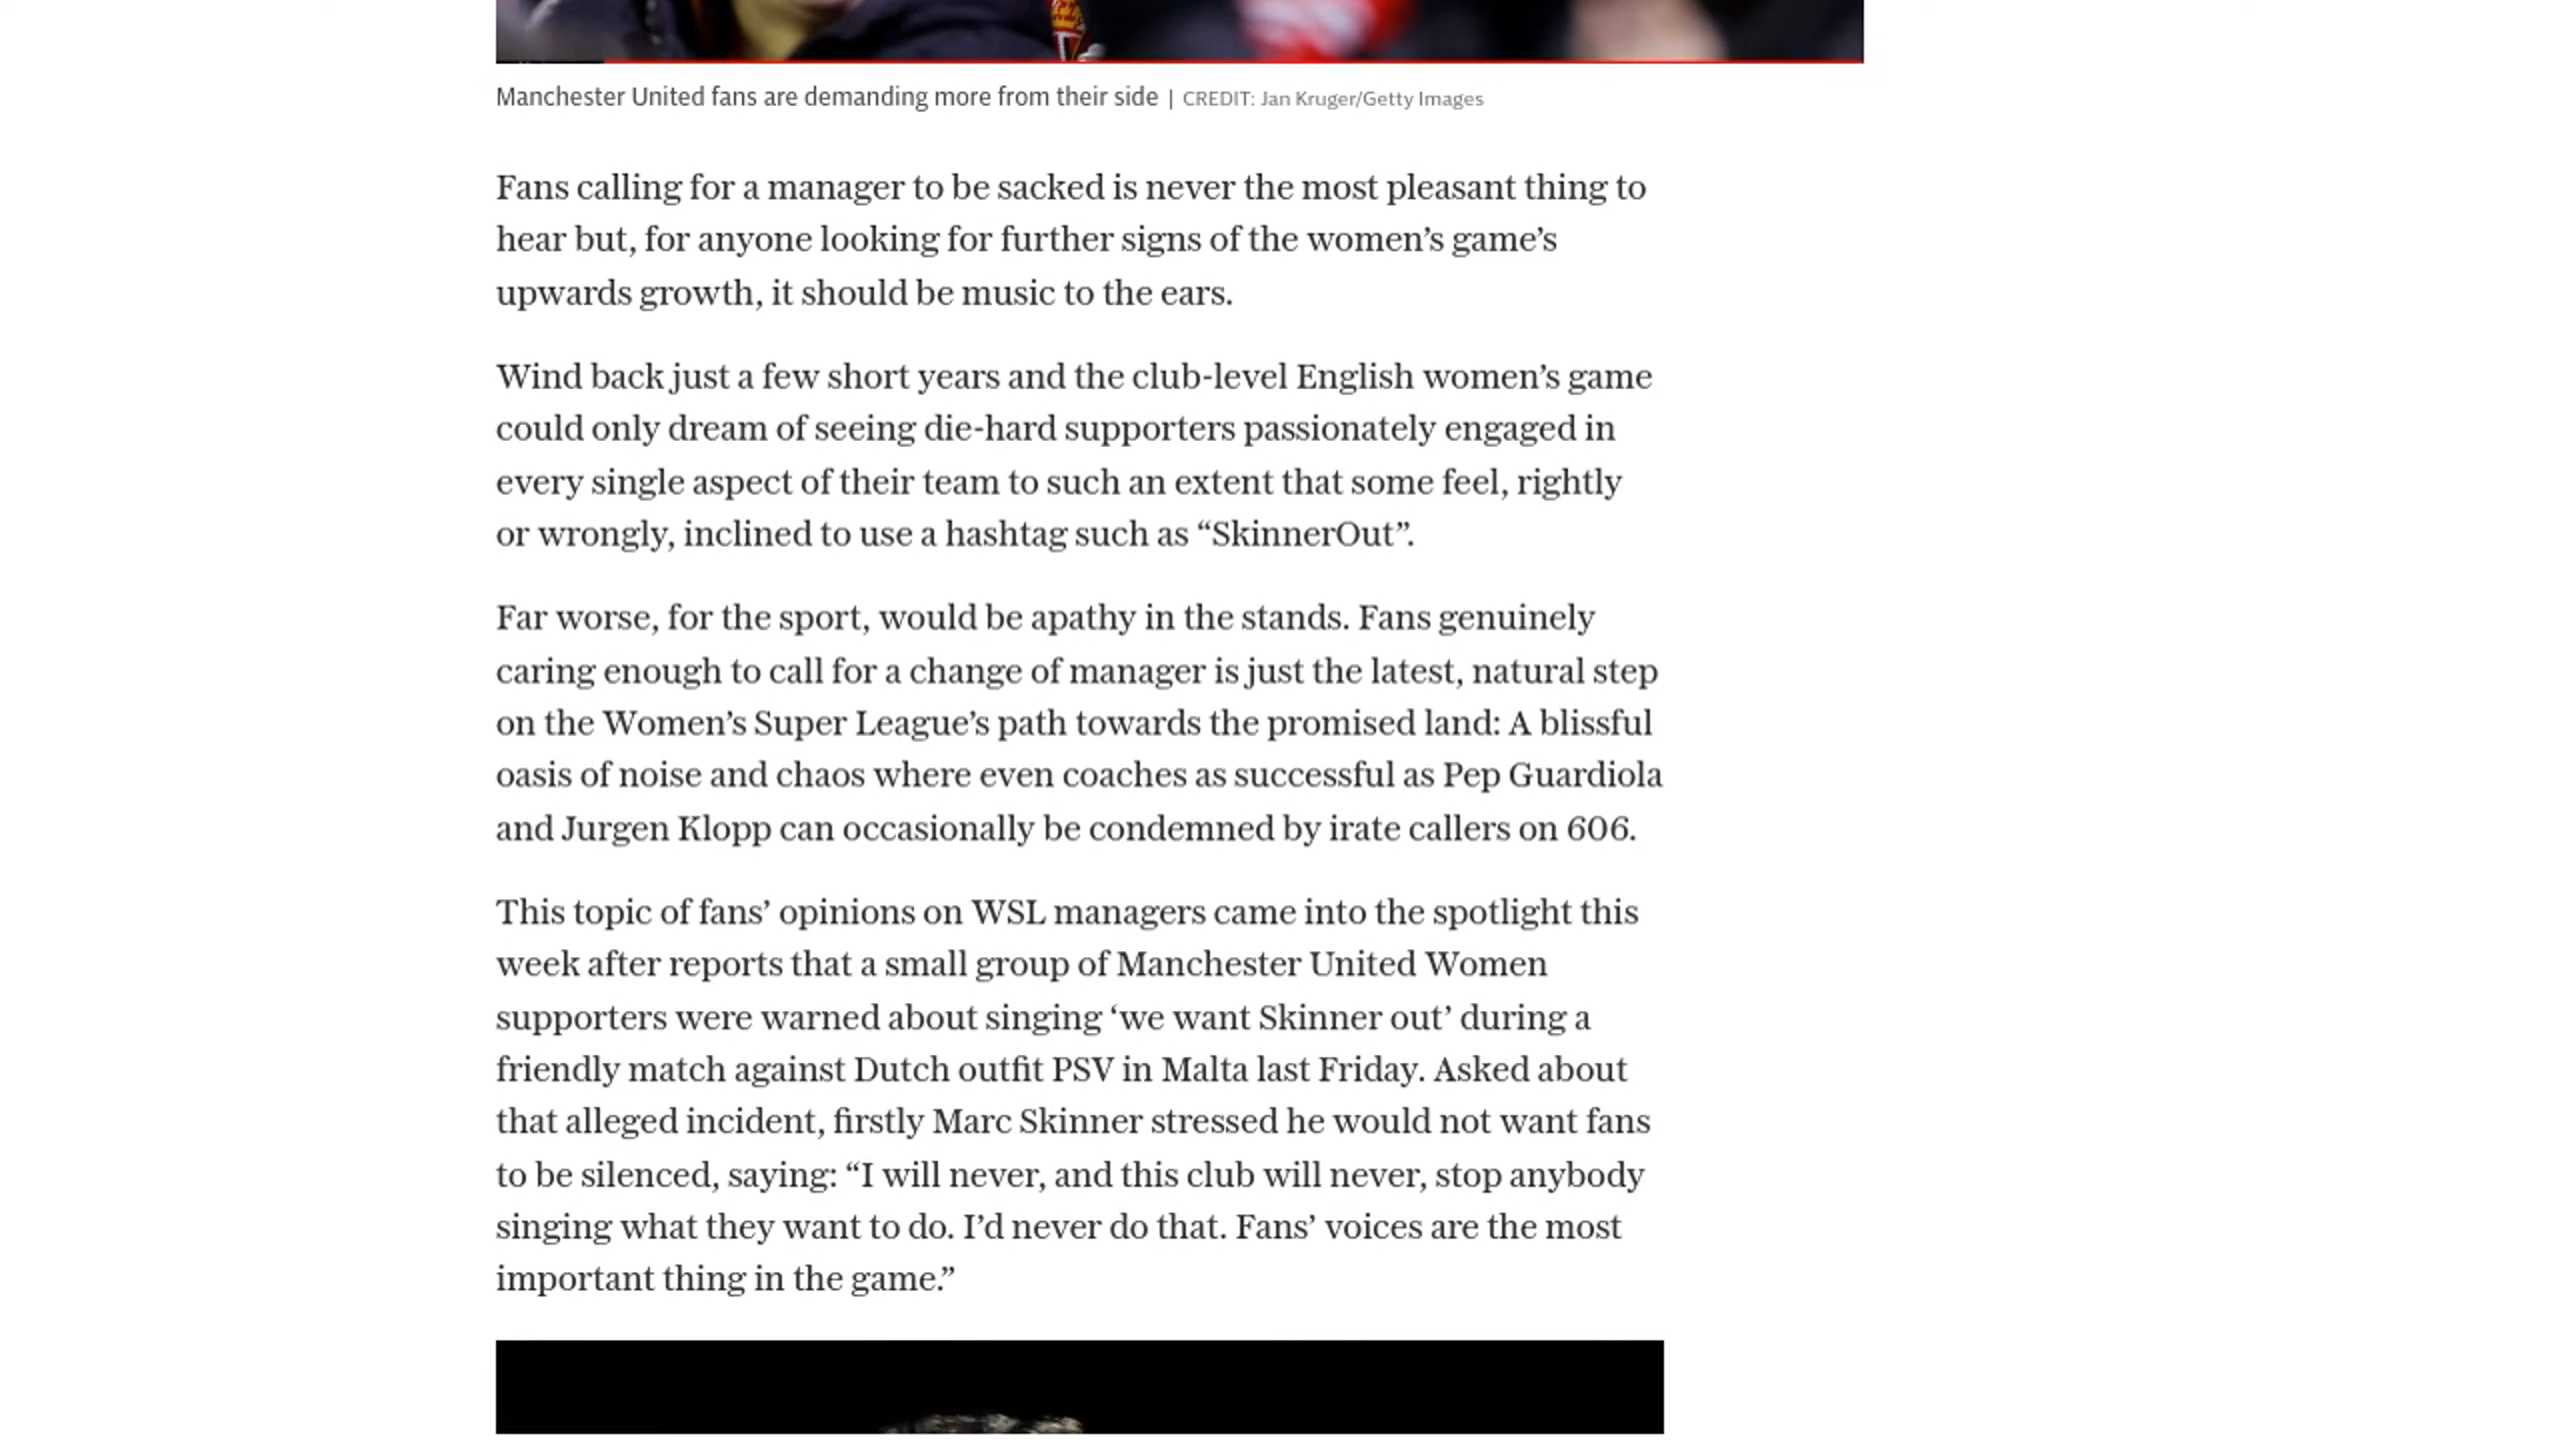 Manchester United fans are demanding more from their side | CREDIT: Jan Kruger/Getty Images
Fans calling for a manager to be sacked is never the most pleasant thing to
hear but, for anyone looking for further signs of the women’s game’s
upwards growth, it should be music to the ears.
Wind back just a few short years and the club-level English women’s game
could only dream of seeing die-hard supporters passionately engaged in
every single aspect of their team to such an extent that some feel, rightly
or wrongly, inclined to use a hashtag such as “SkinnerOut”.
Far worse, for the sport, would be apathy in the stands. Fans genuinely
caring enough to call for a change of manager is just the latest, natural step
on the Women’s Super League’s path towards the promised land: A blissful
oasis of noise and chaos where even coaches as successful as Pep Guardiola
and Jurgen Klopp can occasionally be condemned by irate callers on 606.
This topic of fans’ opinions on WSL managers came into the spotlight this
week after reports that a small group of Manchester United Women
supporters were warned about singing ‘we want Skinner out’ during a
friendly match against Dutch outfit PSV in Malta last Friday. Asked about
that alleged incident, firstly Marc Skinner stressed he would not want fans
to be silenced, saying: “I will never, and this club will never, stop anybody
singing what they want to do. I’d never do that. Fans’ voices are the most
important thing in the game.”